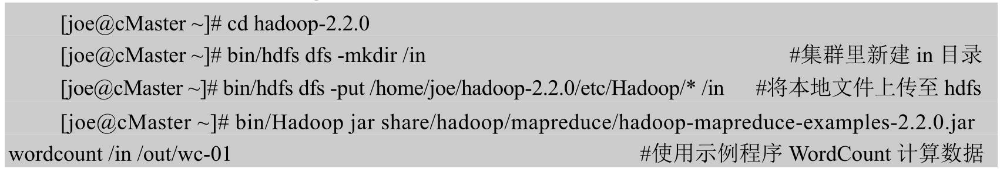 [joe@cMaster ~]# cd hadoop-2.2.0
[joe@cMaster ~]# bin/hdfs dfs -mkdir /in #集群里新建 in 目录
[joe@cMaster ~]# bin/hdfs dfs -put /home/joe/hadoop-2.2.0/etc/Hadoop/* /in #将本地文件上传至 hdfs
[joe@cMaster ~]# bin/Hadoop jar share/hadoop/mapreduce/hadoop-mapreduce-examples-2.2.0.jar
wordcount /in /out/wc-01 #使用示例程序 WordCount 计算数据